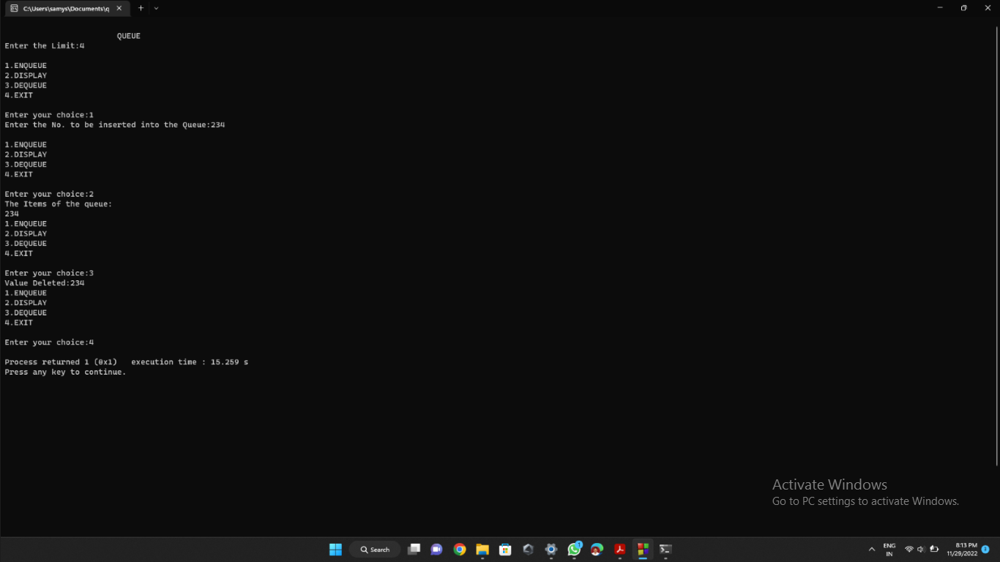 C:\Users\samys\Documents\q
QUEUE
Enter the Limit:4
1.ENQUEUE
2.DISPLAY
3.DEQUEUE
4.EXIT
Enter your choice:1
Enter the No. to be inserted into the Queue:234
1.ENQUEUE
2.DISPLAY
3.DEQUEUE
4.EXIT
Enter your choice:2
The Items of the queue:
234
1.ENQUEUE
2.DISPLAY
3.DEQUEUE
4.EXIT
Enter your choice:3
Value Deleted:234
1.ENQUEUE
2.DISPLAY
3.DEQUEUE
4.EXIT
Enter your choice:4
Process returned 1 (0x1)   execution time : 15.259 s
Press any key to continue.
Activate Windows
Go to PC settings to activate Windows.
Search
1
ENG
IN
8:13 PM
11/29/2022
3